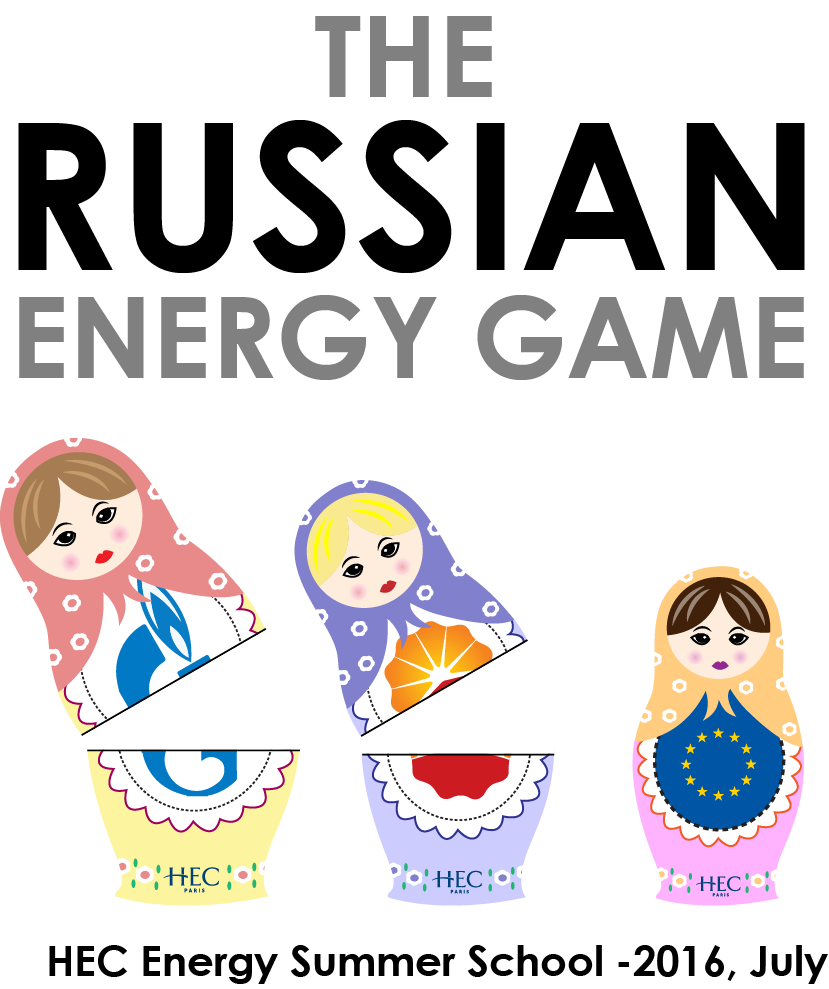 THE
RUSSIAN
ENERGY GAME
HEC
PARIS
HEC
PARIS
HEC
PARIS
HEC Energy Summer School -2016, July